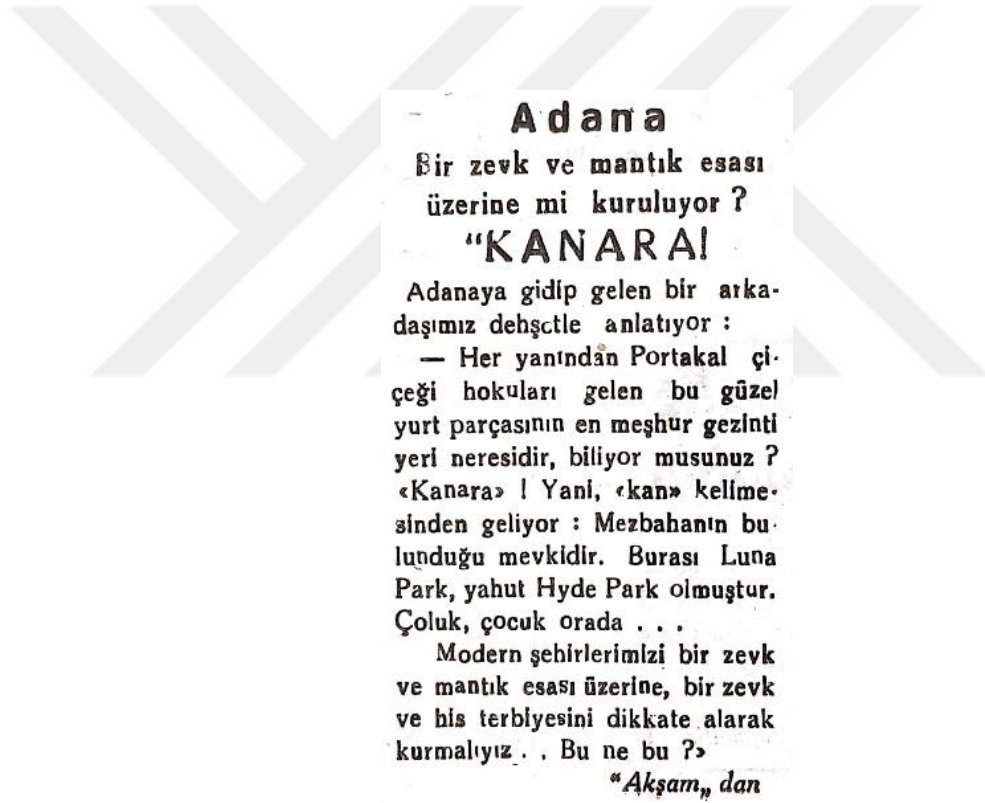 Adana
Bir zevk ve mantık esası
üzerine mi kuruluyor ?
“KANARA!
Adanaya gidip gelen bir arka-
daşımız dehşetle anlatıyor :
— Her yanından Portakal çi-
çeği hokuları gelen bu güzel
yurt parçasının en meşhur gezinti
yeri neresidir, biliyor musunuz ?
«Kanara» ! Yani, «kan» kelime-
sinden geliyor : Mezbahanın bu-
lunduğu mevkidir. Burası Luna
Park, yahut Hyde Park olmuştur.
Çoluk, çocuk orada . . .
Modern şehirlerimizi bir zevk
ve mantık esası üzerine, bir zevk
ve his terbiyesini dikkate alarak
kurmalıyız . . Bu ne bu ?»
“Akşam„ dan